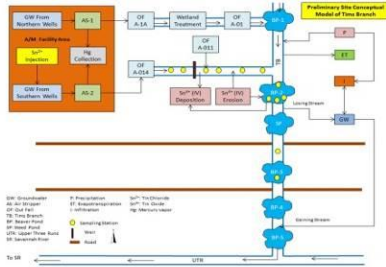 Preliminary Site Conceptual
Model of Tims Branch
GW From
Northern Wells
AS-1
OF
A-1A
Wetland
Treatment
OF
A-01
BP-1
P
ET
I
GW
A/M Facility Area
Sn²⁺
Injection
Hg
Collection
OF
A-011
TB
GW From
Southern Wells
AS-2
OF
A-014
Sn²⁺ (IV)
Deposition
Sn²⁺ (IV)
Erosion
BP-2
Losing Stream
SP
BP-3
BP-4
Gaining Stream
BP-5
GW: Groundwater
AS: Air Stripper
OF: Out Fall
TB: Tims Branch
BP: Beaver Pond
SP: Steed Pond
UTR: Upper Three Runs
SR: Savannah River
P: Precipitation
ET: Evapotranspiration
I: Infiltration
Sampling Station
Weir
Road
Sn²⁺: Tin Chloride
Sn⁴⁺: Tin Oxide
Hg: Mercury vapor
To SR
UTR